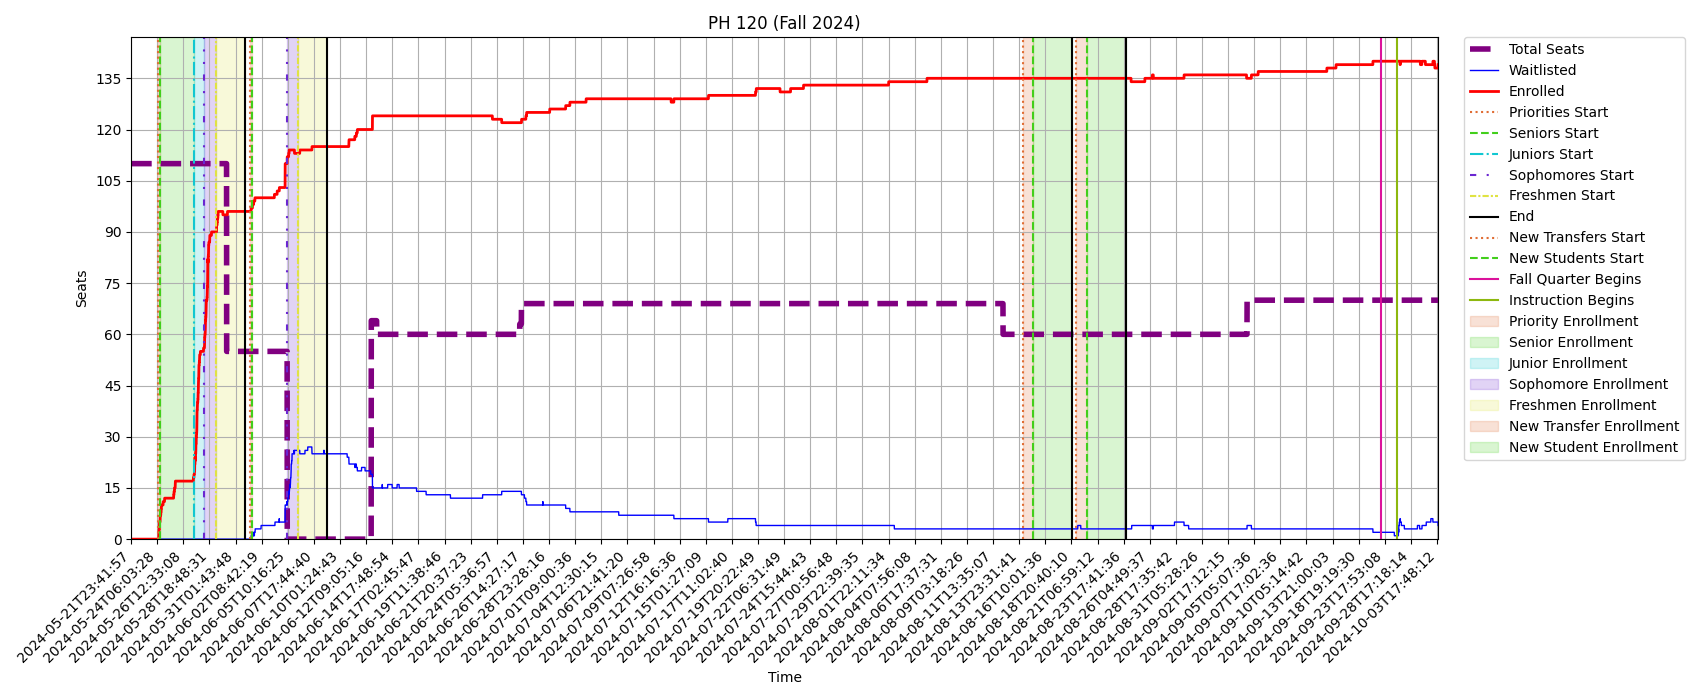 PH 120 (Fall 2024)
Seats
135
120
105
90
75
60
45
30
15
0
2024-05-21T23:41:57
2024-05-24T06:03:28
2024-05-26T12:33:08
2024-05-28T18:48:31
2024-05-31T01:43:48
2024-06-02T08:42:19
2024-06-05T10:16:25
2024-06-07T17:44:40
2024-06-10T01:24:43
2024-06-12T09:05:16
2024-06-14T17:48:54
2024-06-17T02:45:47
2024-06-19T11:38:46
2024-06-21T20:37:23
2024-06-24T05:36:57
2024-06-26T14:27:17
2024-06-28T23:28:16
2024-07-01T09:00:36
2024-07-04T12:30:15
2024-07-06T21:41:20
2024-07-09T07:26:58
2024-07-12T16:16:36
2024-07-15T01:27:09
2024-07-17T11:02:40
2024-07-19T20:22:49
2024-07-22T06:31:49
2024-07-24T15:44:43
2024-07-27T00:56:48
2024-07-29T22:39:35
2024-08-01T22:11:34
2024-08-04T07:56:08
2024-08-06T17:37:31
2024-08-09T03:18:26
2024-08-11T13:35:07
2024-08-13T23:31:41
2024-08-16T10:01:36
2024-08-18T20:40:10
2024-08-21T06:59:12
2024-08-23T17:41:36
2024-08-26T04:49:37
2024-08-28T17:35:42
2024-08-31T05:28:26
2024-09-02T17:12:15
2024-09-05T05:07:36
2024-09-07T17:02:36
2024-09-10T05:14:42
2024-09-13T21:00:03
2024-09-18T19:19:30
2024-09-23T17:53:08
2024-09-28T17:18:14
2024-10-03T17:48:12
Time
Total Seats
Waitlisted
Enrolled
Priorities Start
Seniors Start
Juniors Start
Sophomores Start
Freshmen Start
End
New Transfers Start
New Students Start
Fall Quarter Begins
Instruction Begins
Priority Enrollment
Senior Enrollment
Junior Enrollment
Sophomore Enrollment
Freshmen Enrollment
New Transfer Enrollment
New Student Enrollment